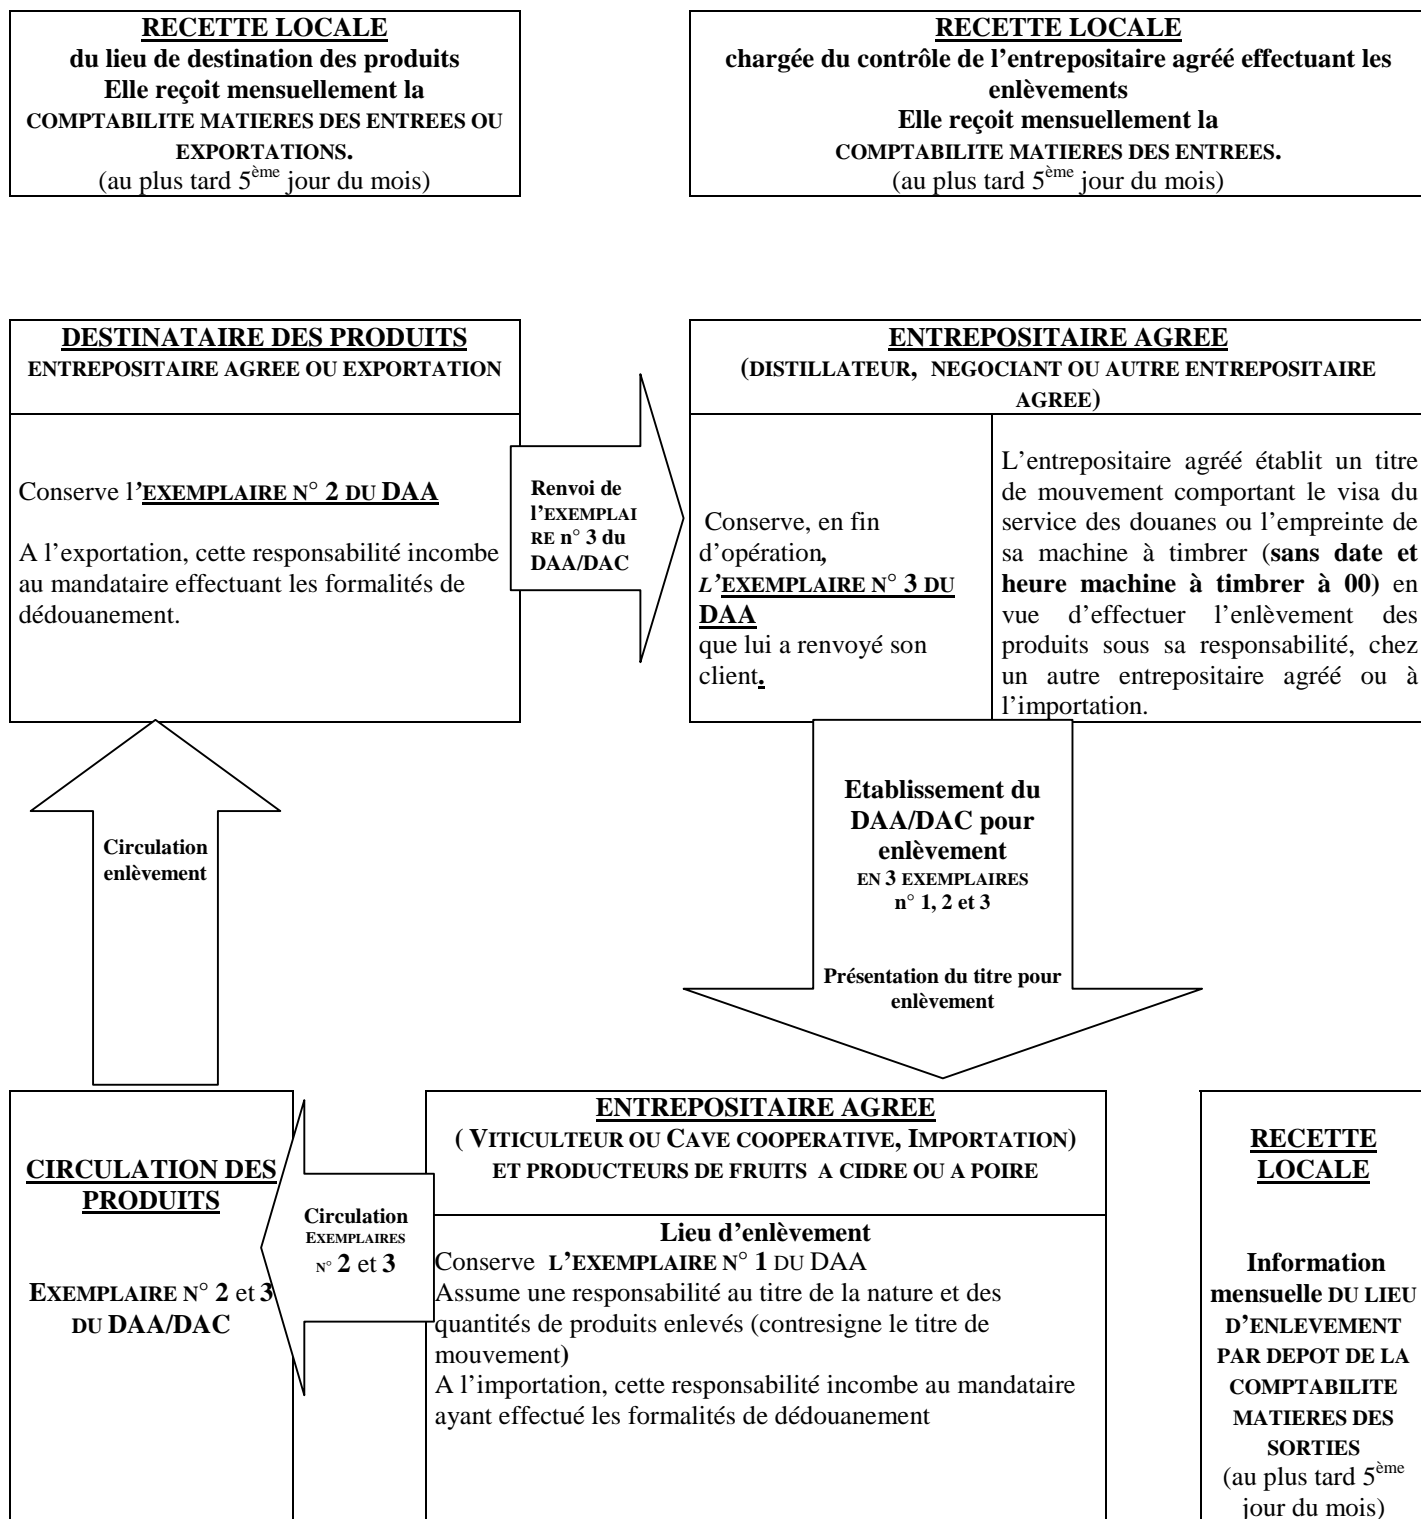 RECETTE LOCALE
du lieu de destination des produits
Elle reçoit mensuellement la
COMPTABILITE MATIERES DES ENTREES OU
EXPORTATIONS.
(au plus tard 5ème jour du mois)
RECETTE LOCALE
chargée du contrôle de l’entrepositaire agréé effectuant les
enlèvements
Elle reçoit mensuellement la
COMPTABILITE MATIERES DES ENTREES.
(au plus tard 5ème jour du mois)
DESTINATAIRE DES PRODUITS
ENTREPOSITAIRE AGREE OU EXPORTATION
Conserve l’EXEMPLAIRE N° 2 DU DAA
A l’exportation, cette responsabilité incombe
au mandataire effectuant les formalités de
dédouanement.
Renvoi de
l’EXEMPLAI
RE n° 3 du
DAA/DAC
ENTREPOSITAIRE AGREE
(DISTILLATEUR, NEGOCIANT OU AUTRE ENTREPOSITAIRE
AGREE)
Conserve, en fin
d’opération,
L’EXEMPLAIRE N° 3 DU
DAA
que lui a renvoyé son
client.
L’entrepositaire agréé établit un titre
de mouvement comportant le visa du
service des douanes ou l’empreinte de
sa machine à timbrer (sans date et
heure machine à timbrer à 00) en
vue d’effectuer l’enlèvement des
produits sous sa responsabilité, chez
un autre entrepositaire agréé ou à
l’importation.
Circulation
enlèvement
Etablissement du
DAA/DAC pour
enlèvement
EN 3 EXEMPLAIRES
n° 1, 2 et 3
Présentation du titre pour
enlèvement
CIRCULATION DES
PRODUITS
EXEMPLAIRE N° 2 et 3
DU DAA/DAC
Circulation
EXEMPLAIRES
N° 2 et 3
ENTREPOSITAIRE AGREE
( VITICULTEUR OU CAVE COOPERATIVE, IMPORTATION)
ET PRODUCTEURS DE FRUITS A CIDRE OU A POIRE
Lieu d’enlèvement
Conserve L’EXEMPLAIRE N° 1 DU DAA
Assume une responsabilité au titre de la nature et des
quantités de produits enlevés (contresigne le titre de
mouvement)
A l’importation, cette responsabilité incombe au mandataire
ayant effectué les formalités de dédouanement
RECETTE
LOCALE
Information
mensuelle DU LIEU
D’ENLEVEMENT
PAR DEPOT DE LA
COMPTABILITE
MATIERES DES
SORTIES
(au plus tard 5ème
jour du mois)